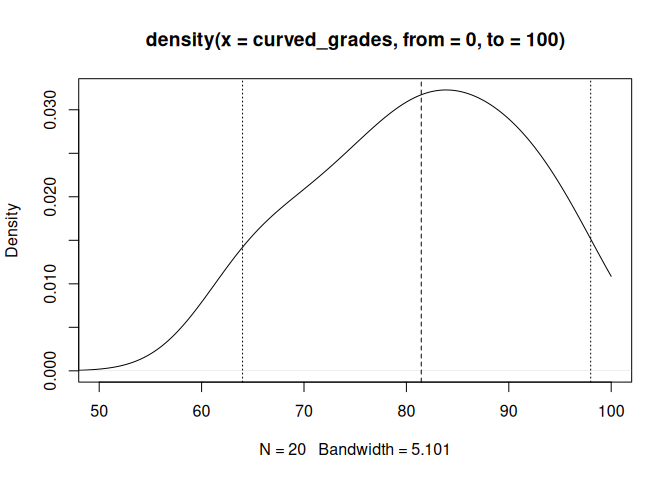 density(x = curved_grades, from = 0, to = 100)
Density
0.030
0.020
0.010
0.000
50 60 70 80 90 100
N = 20 Bandwidth = 5.101